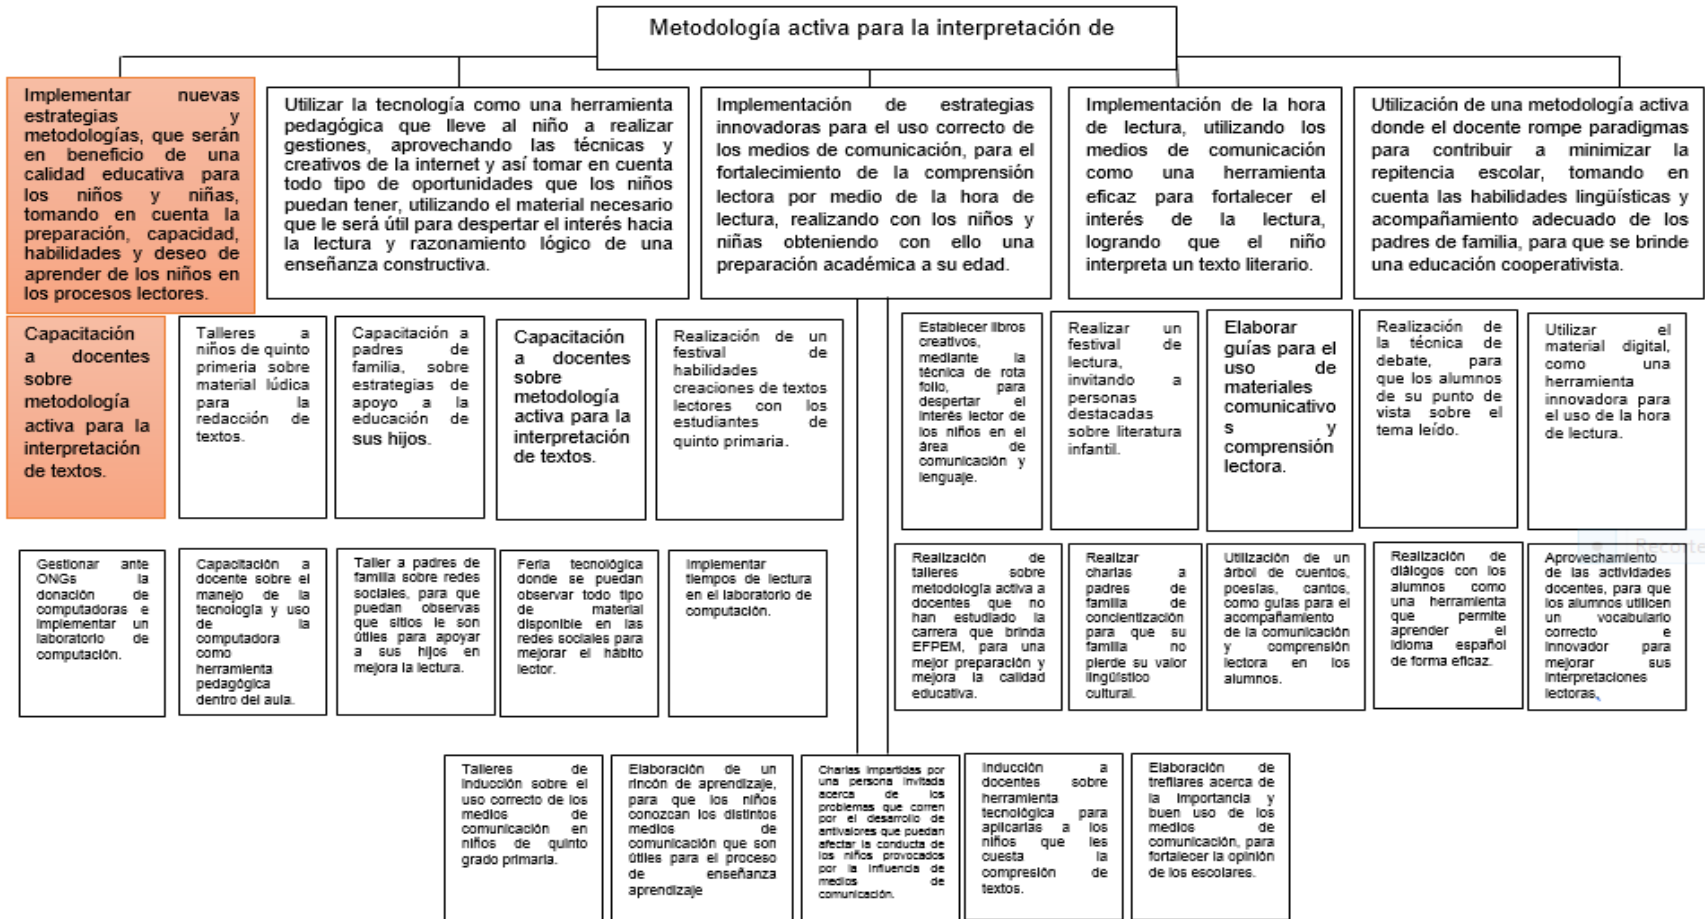 Metodología activa para la interpretación de
Implementar nuevas
estrategias y
metodologías, que serán
en beneficio de una
calidad educativa para
los niños y niñas,
tomando en cuenta la
preparación, capacidad,
habilidades y deseo de
aprender de los niños en
los procesos lectores.
Utilizar la tecnología como una herramienta
pedagógica que lleve al niño a realizar
gestiones, aprovechando las técnicas y
creativos de la internet y así tomar en cuenta
todo tipo de oportunidades que los niños
puedan tener, utilizando el material necesario
que le será útil para despertar el interés hacia
la lectura y razonamiento lógico de una
enseñanza constructiva.
Implementación de estrategias
innovadoras para el uso correcto de
los medios de comunicación, para el
fortalecimiento de la comprensión
lectora por medio de la hora de
lectura, realizando con los niños y
niñas obteniendo con ello una
preparación académica a su edad.
Implementación de la hora
de lectura, utilizando los
medios de comunicación
como una herramienta
eficaz para fortalecer el
interés de la lectura,
logrando que el niño
interpreta un texto literario.
Utilización de una metodología activa
donde el docente rompe paradigmas
para contribuir a minimizar la
repitencia escolar, tomando en
cuenta las habilidades lingüísticas y
acompañamiento adecuado de los
padres de familia, para que se brinde
una educación cooperativista.
Capacitación
a docentes
sobre
metodología
activa para la
interpretación
de textos.
Talleres a
niños de quinto
primaria sobre
material lúdica
para la
redacción de
textos.
Capacitación a
padres de
familia, sobre
estrategias de
apoyo a la
educación de
sus hijos.
Capacitación
a docentes
sobre
metodología
activa para la
interpretación
de textos.
Realización de un
festival de
habilidades
creaciones de textos
lectores con los
estudiantes de
quinto primaria.
Establecer libros
creativos,
mediante la
técnica de rota
folio, para
despertar el
interés lector de
los niños en el
área de
comunicación y
lenguaje.
Realizar un
festival de
lectura,
invitando a
personas
destacadas
sobre literatura
infantil.
Elaborar
guías para el
uso de
materiales
comunicativo
s y
comprensión
lectora.
Realización de
la técnica de
debate, para
que los alumnos
de su punto de
vista sobre el
tema leído.
Utilizar el
material digital,
como una
herramienta
innovadora para
el uso de la hora
de lectura.
Gestionar ante
ONGs la
donación de
computadoras e
implementar un
laboratorio de
computación.
Capacitación a
docente sobre el
manejo de la
tecnología y uso
de la
computadora
como
herramienta
pedagógica
dentro del aula.
Taller a padres de
familia sobre redes
sociales, para que
puedan observas
que sitios le son
útiles para apoyar
a sus hijos en
mejora la lectura.
Feria tecnológica
donde se puedan
observar todo tipo
de material
disponible en las
redes sociales para
mejorar el hábito
lector.
Implementar
tiempos de lectura
en el laboratorio de
computación.
Realización de
talleres sobre
metodología activa a
docentes que no
han estudiado la
carrera que brinda
EFPEM, para una
mejor preparación y
mejora la calidad
educativa.
Realizar
charlas a
padres de
familia de
concientización
para que su
familia no
pierde su valor
lingüístico
cultural.
Utilización de un
árbol de cuentos,
poesías, cantos,
como guías para el
acompañamiento
de la comunicación
y comprensión
lectora en los
alumnos.
Realización de
diálogos con los
alumnos como
una herramienta
que permite
aprender el
idioma español
de forma eficaz.
Recorte
Aprovechamiento
de las actividades
docentes, para que
los alumnos utilicen
un vocabulario
correcto e
innovador para
mejorar sus
interpretaciones
lectoras.
Talleres de
inducción sobre el
uso correcto de los
medios de
comunicación en
niños de quinto
grado primaria.
Elaboración de un
rincón de aprendizaje,
para que los niños
conozcan los distintos
medios de
comunicación que son
útiles para el proceso
de enseñanza
aprendizaje
Charlas impartidas por
una persona invitada
acerca de los
problemas que corren
por el desarrollo de
antivalores que puedan
afectar la conducta de
los niños provocados
por la influencia de
medios de
comunicación.
Inducción a
docentes sobre
herramienta
tecnológica para
aplicarlas a los
niños que les
cuesta la
compresión de
textos.
Elaboración de
trefilares acerca de
la importancia y
buen uso de los
medios de
comunicación, para
fortalecer la opinión
de los escolares.